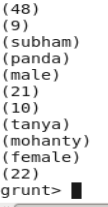 (48)
(9)
(subham)
(panda)
(male)
(21)
(10)
(tanya)
(mohanty)
(female)
(22)
grunt>